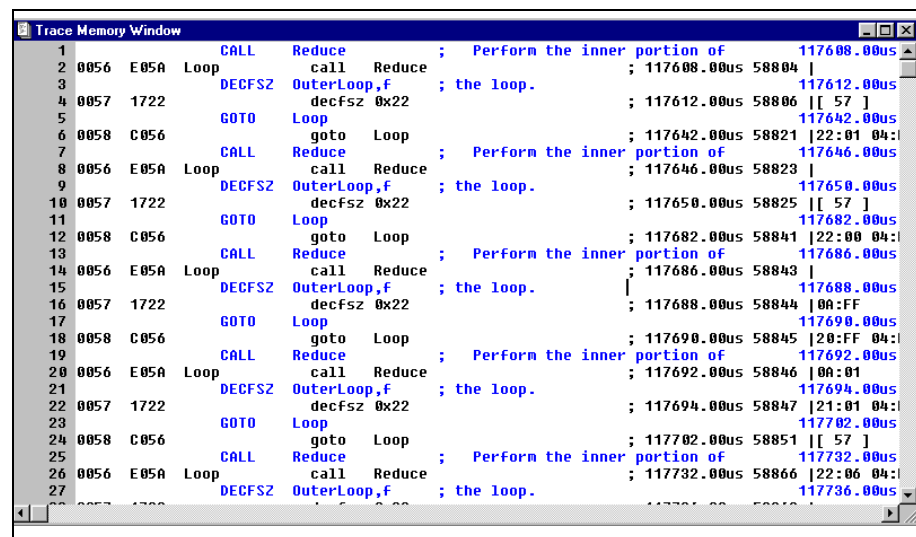 Trace Memory Window
1 CALL Reduce ; Perform the inner portion of 117608.00us
2 0056 E05A Loop call Reduce ; 117608.00us 58804 |
3 DECFSZ OuterLoop,f ; the loop. 117612.00us
4 0057 1722 decfsz 0x22 ; 117612.00us 58806 |[ 57 ]
5 GOTO Loop 117642.00us
6 0058 C056 goto Loop ; 117642.00us 58821 |22:01 04:
7 CALL Reduce ; Perform the inner portion of 117646.00us
8 0056 E05A Loop call Reduce ; 117646.00us 58823 |
9 DECFSZ OuterLoop,f ; the loop. 117650.00us
10 0057 1722 decfsz 0x22 ; 117650.00us 58825 |[ 57 ]
11 GOTO Loop 117682.00us
12 0058 C056 goto Loop ; 117682.00us 58841 |22:00 04:
13 CALL Reduce ; Perform the inner portion of 117686.00us
14 0056 E05A Loop call Reduce ; 117686.00us 58843 |
15 DECFSZ OuterLoop,f ; the loop. 117688.00us
16 0057 1722 decfsz 0x22 ; 117688.00us 58844 |0A:FF
17 GOTO Loop 117690.00us
18 0058 C056 goto Loop ; 117690.00us 58845 |20:FF 04:
19 CALL Reduce ; Perform the inner portion of 117692.00us
20 0056 E05A Loop call Reduce ; 117692.00us 58846 |0A:01
21 DECFSZ OuterLoop,f ; the loop. 117694.00us
22 0057 1722 decfsz 0x22 ; 117694.00us 58847 |21:01 04:
23 GOTO Loop 117702.00us
24 0058 C056 goto Loop ; 117702.00us 58851 |[ 57 ]
25 CALL Reduce ; Perform the inner portion of 117732.00us
26 0056 E05A Loop call Reduce ; 117732.00us 58866 |22:06 04:
27 DECFSZ OuterLoop,f ; the loop. 117736.00us